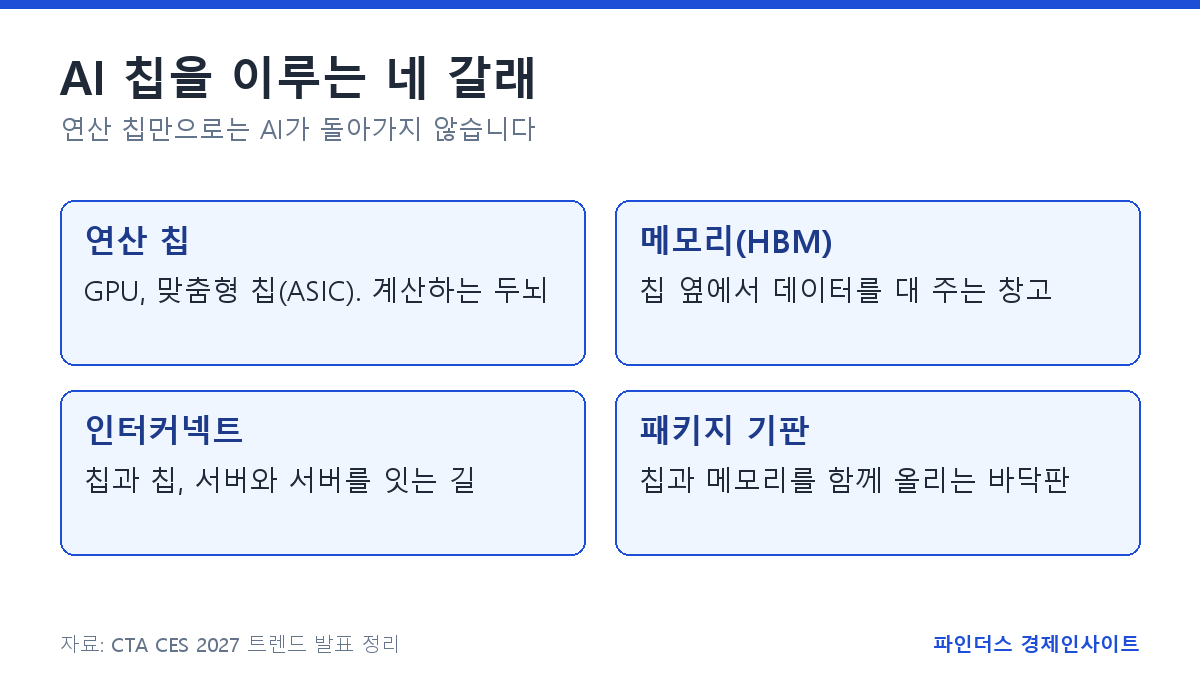 AI 칩을 이루는 네 갈래
연산 칩만으로는 AI가 돌아가지 않습니다
연산 칩
GPU, 맞춤형 칩(ASIC). 계산하는 두뇌
메모리(HBM)
칩 옆에서 데이터를 대 주는 창고
인터커넥트
칩과 칩, 서버와 서버를 잇는 길
패키지 기판
칩과 메모리를 함께 올리는 바닥판
자료: CTA CES 2027 트렌드 발표 정리
파인더스 경제인사이트